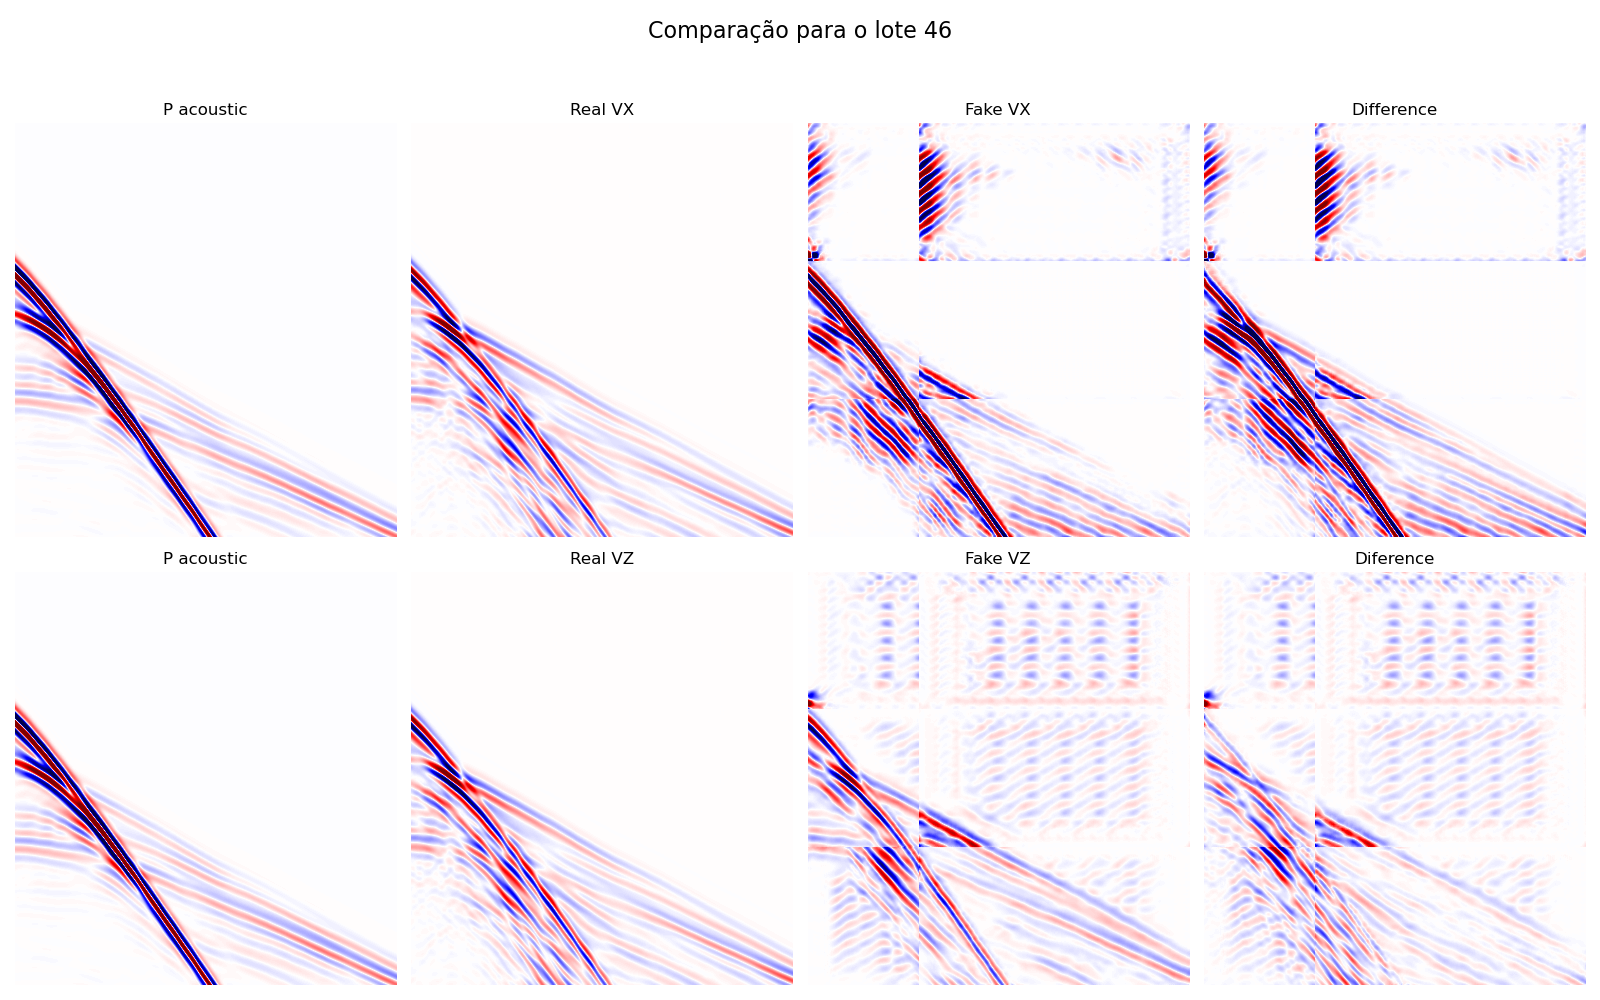 Comparação para o lote 46
P acoustic
Real VX
Fake VX
Difference
P acoustic
Real VZ
Fake VZ
Diference